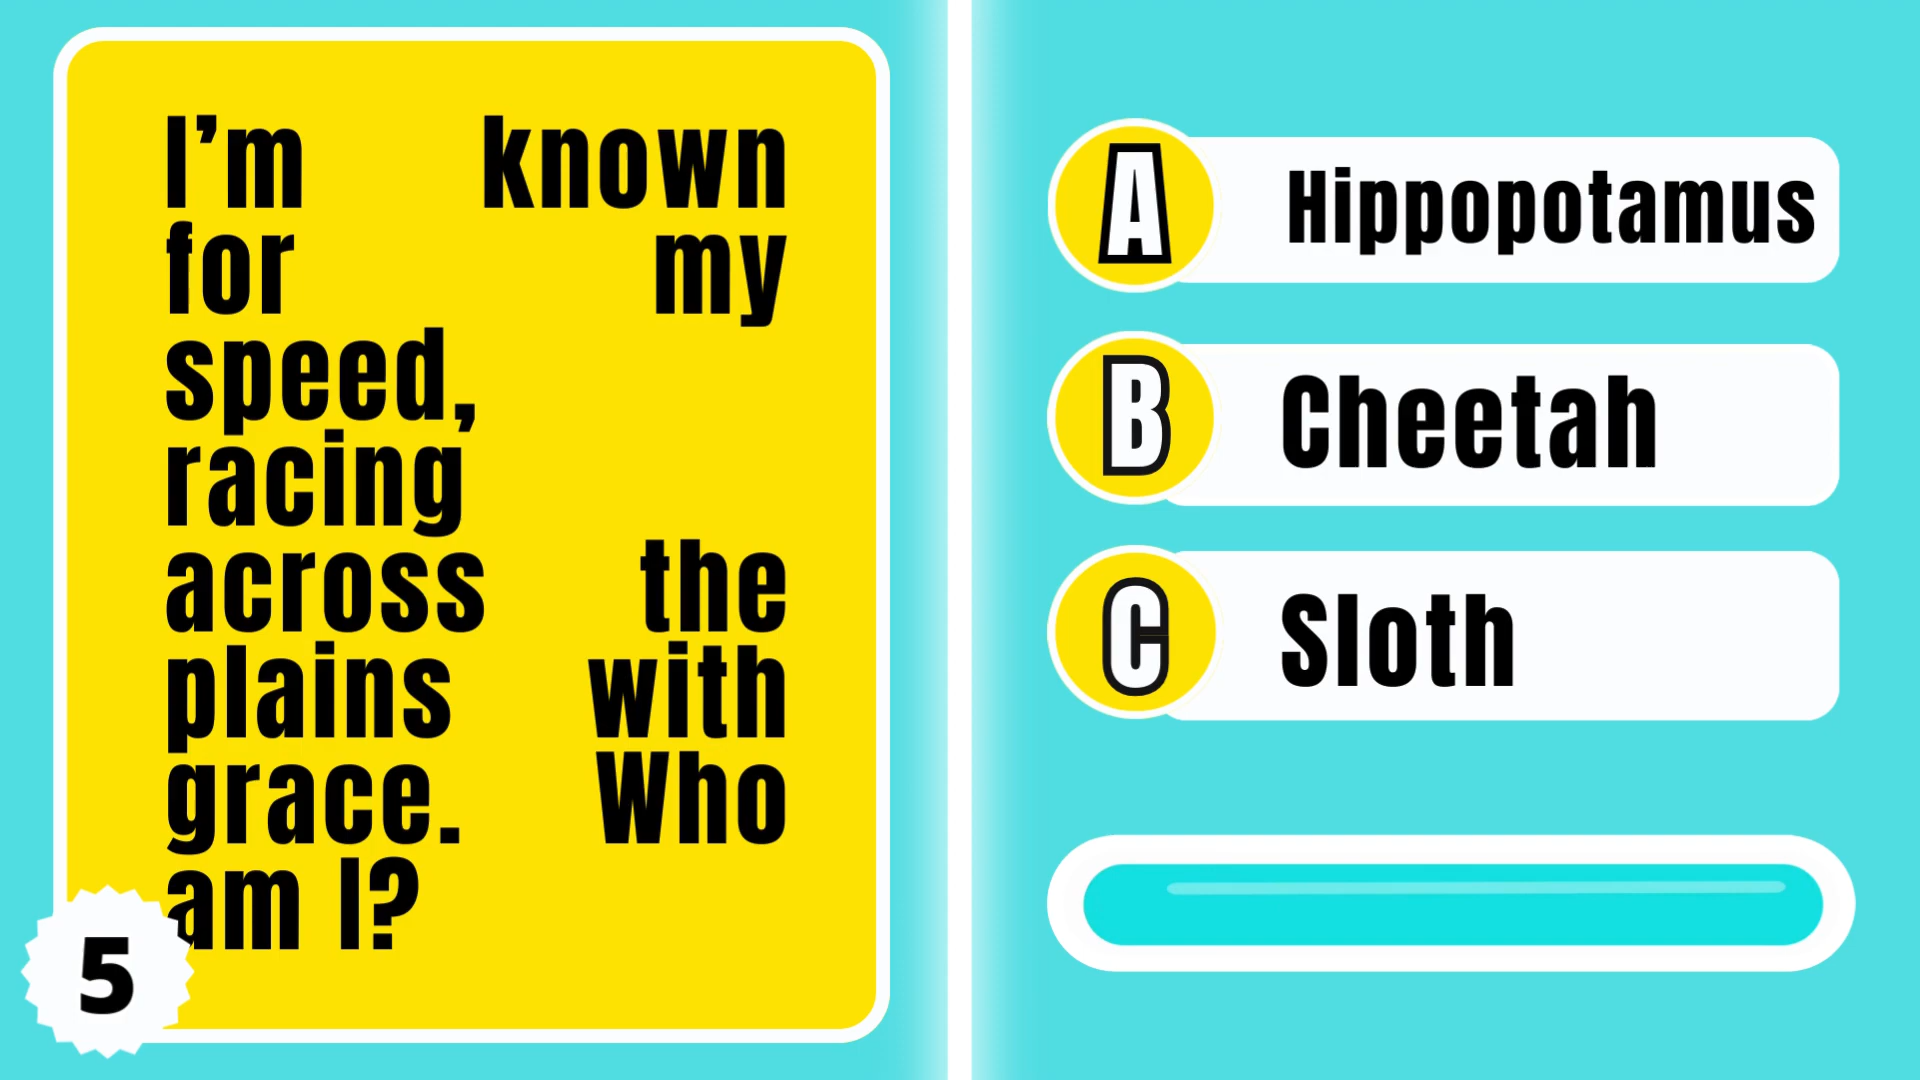 I’m known
for my
speed,
racing
across the
plains with
grace. Who
am I?
5
A Hippopotamus
B Cheetah
C Sloth